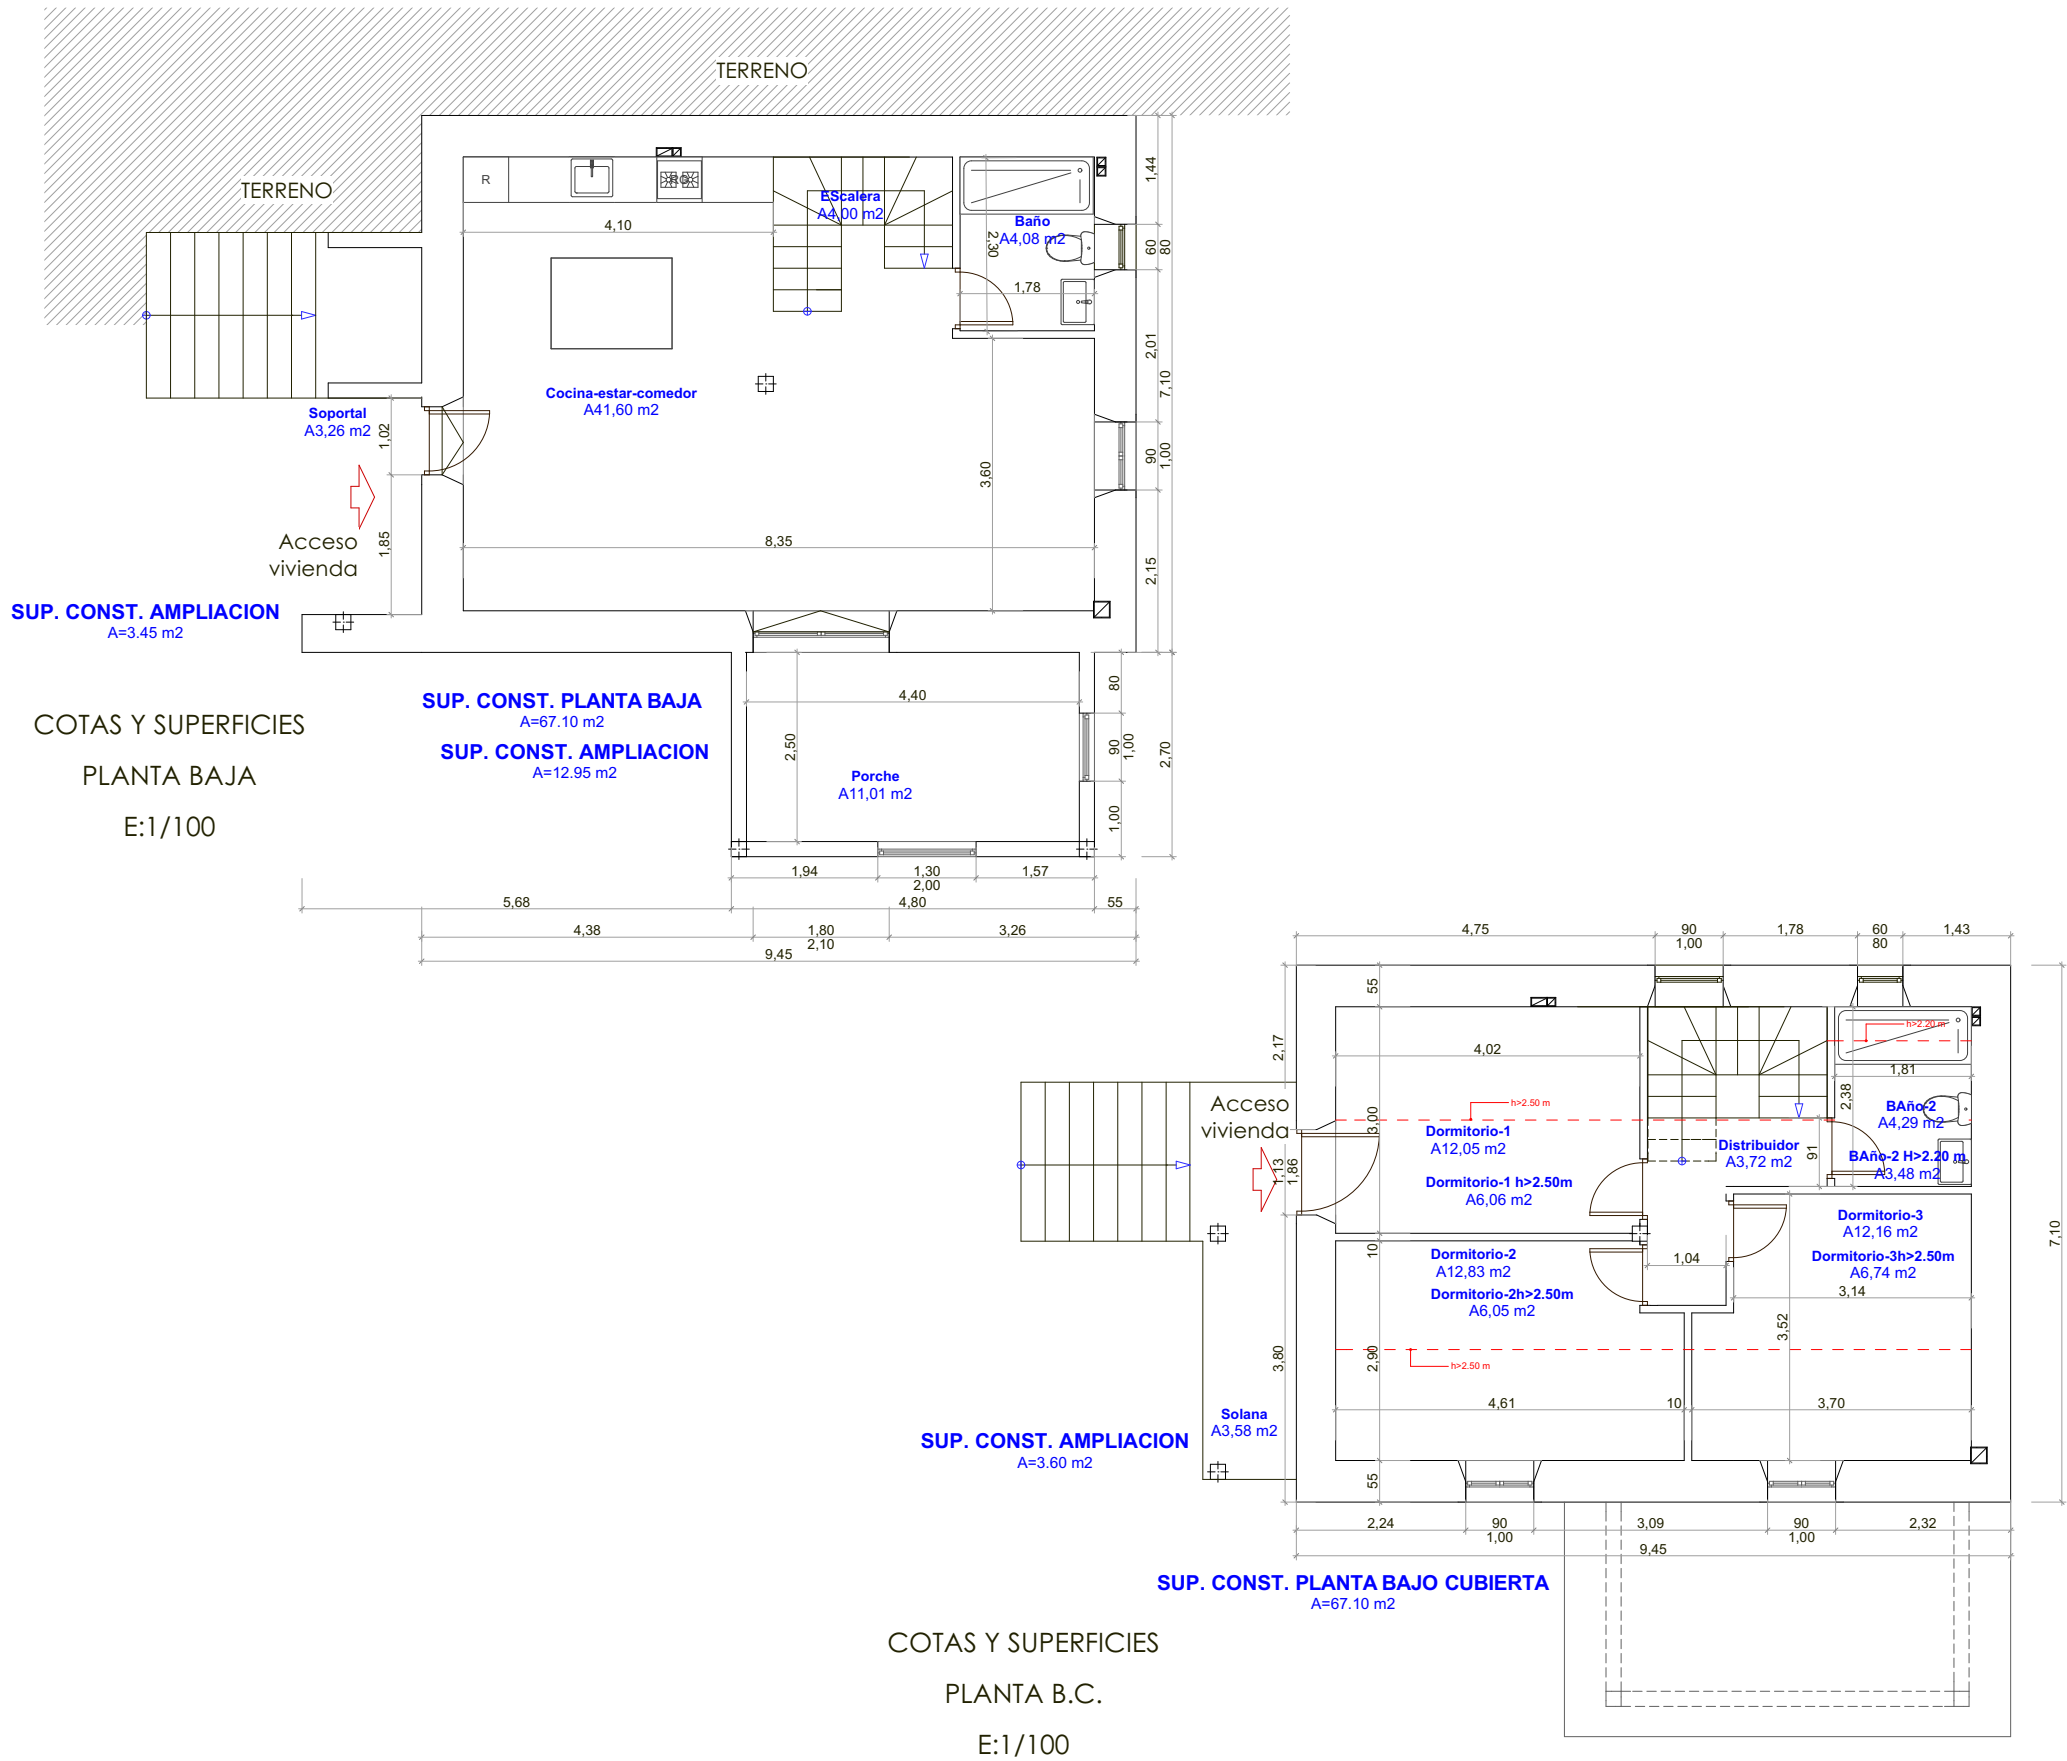 TERRENO
TERRENO
R
EScalera
A4,00 m2
Baño
A4,08 m2
4,10
2,30
1,78
1,44
60
80
2,01
7,10
90
1,00
2,15
Cocina-estar-comedor
A41,60 m2
Soportal
A3,26 m2
1,02
3,60
Acceso
vivienda
1,85
8,35
SUP. CONST. AMPLIACION
A=3.45 m2
SUP. CONST. PLANTA BAJA
A=67.10 m2
SUP. CONST. AMPLIACION
A=12.95 m2
COTAS Y SUPERFICIES
PLANTA BAJA
E:1/100
4,40
2,50
Porche
A11,01 m2
80
90
1,00
2,70
1,00
1,94
1,30
2,00
1,57
5,68
4,80
55
4,38
1,80
2,10
3,26
9,45
4,75
90
1,00
1,78
60
80
1,43
55
2,17
4,02
h>2.20 m
1,81
2,38
h>2.50 m
3,00
Acceso
vivienda
1,13
1,86
Dormitorio-1
A12,05 m2
Dormitorio-1 h>2.50m
A6,06 m2
BAño-2
A4,29 m2
Distribuidor
A3,72 m2
91
BAño-2 H>2.20 m
A3,48 m2
Dormitorio-3
A12,16 m2
Dormitorio-3h>2.50m
A6,74 m2
7,10
10
Dormitorio-2
A12,83 m2
Dormitorio-2h>2.50m
A6,05 m2
1,04
3,14
3,52
3,80
2,90
h>2.50 m
4,61
10
3,70
Solana
A3,58 m2
SUP. CONST. AMPLIACION
A=3.60 m2
55
2,24
90
1,00
3,09
90
1,00
2,32
9,45
SUP. CONST. PLANTA BAJO CUBIERTA
A=67.10 m2
COTAS Y SUPERFICIES
PLANTA B.C.
E:1/100